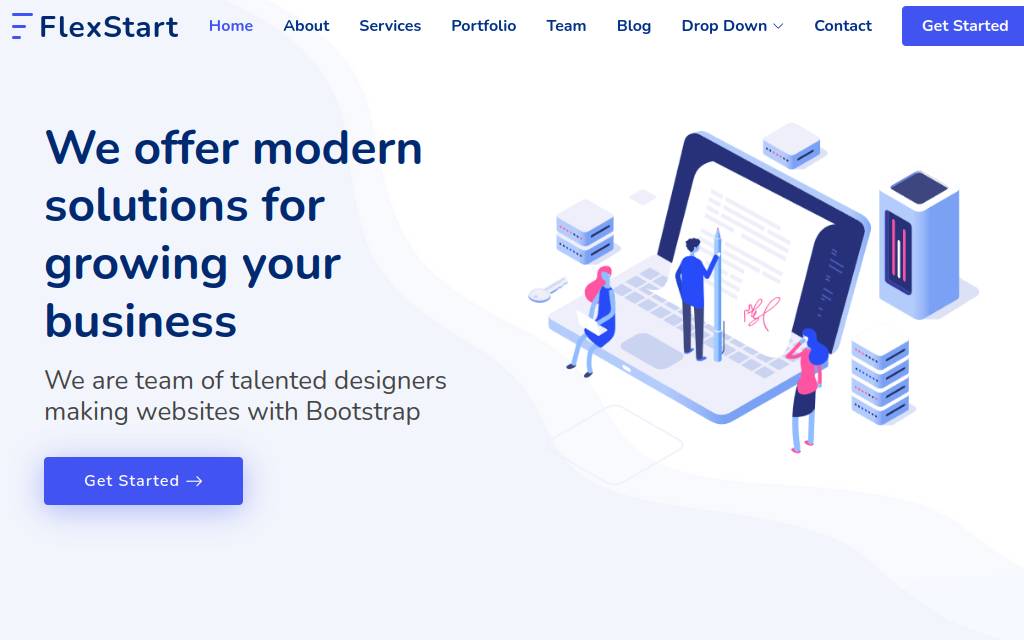 FlexStart
Home About Services Portfolio Team Blog Drop Down Contact Get Started
We offer modern
solutions for
growing your
business
We are team of talented designers
making websites with Bootstrap
Get Started →